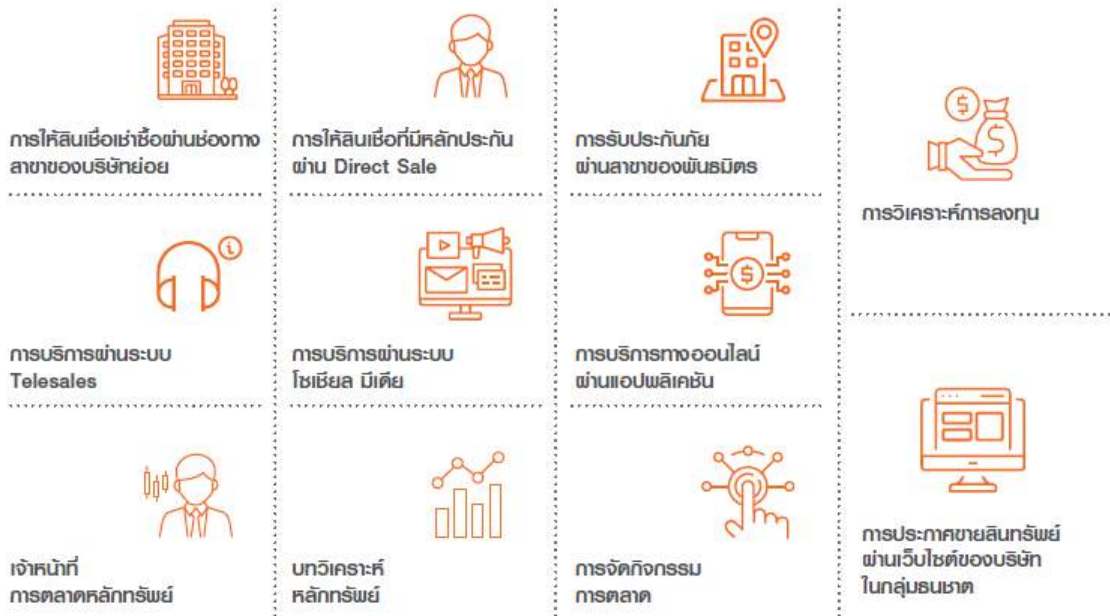 การให้สินเชื่อเช่าซื้อผ่านช่องทาง
สาขาของบริษัทย่อย
การให้สินเชื่อที่มีหลักประกัน
ผ่าน Direct Sale
การรับประกันภัย
ผ่านสาขาของพันธมิตร
การวิเคราะห์การลงทุน
การบริการผ่านระบบ
Telesales
การบริการผ่านระบบ
โซเชียล มีเดีย
การบริการทางออนไลน์
ผ่านแอปพลิเคชัน
เจ้าหน้าที่
การตลาดหลักทรัพย์
บทวิเคราะห์
หลักทรัพย์
การจัดกิจกรรม
การตลาด
การประกาศขายสินทรัพย์
ผ่านเว็บไซต์ของบริษัท
ในกลุ่มธนชาต